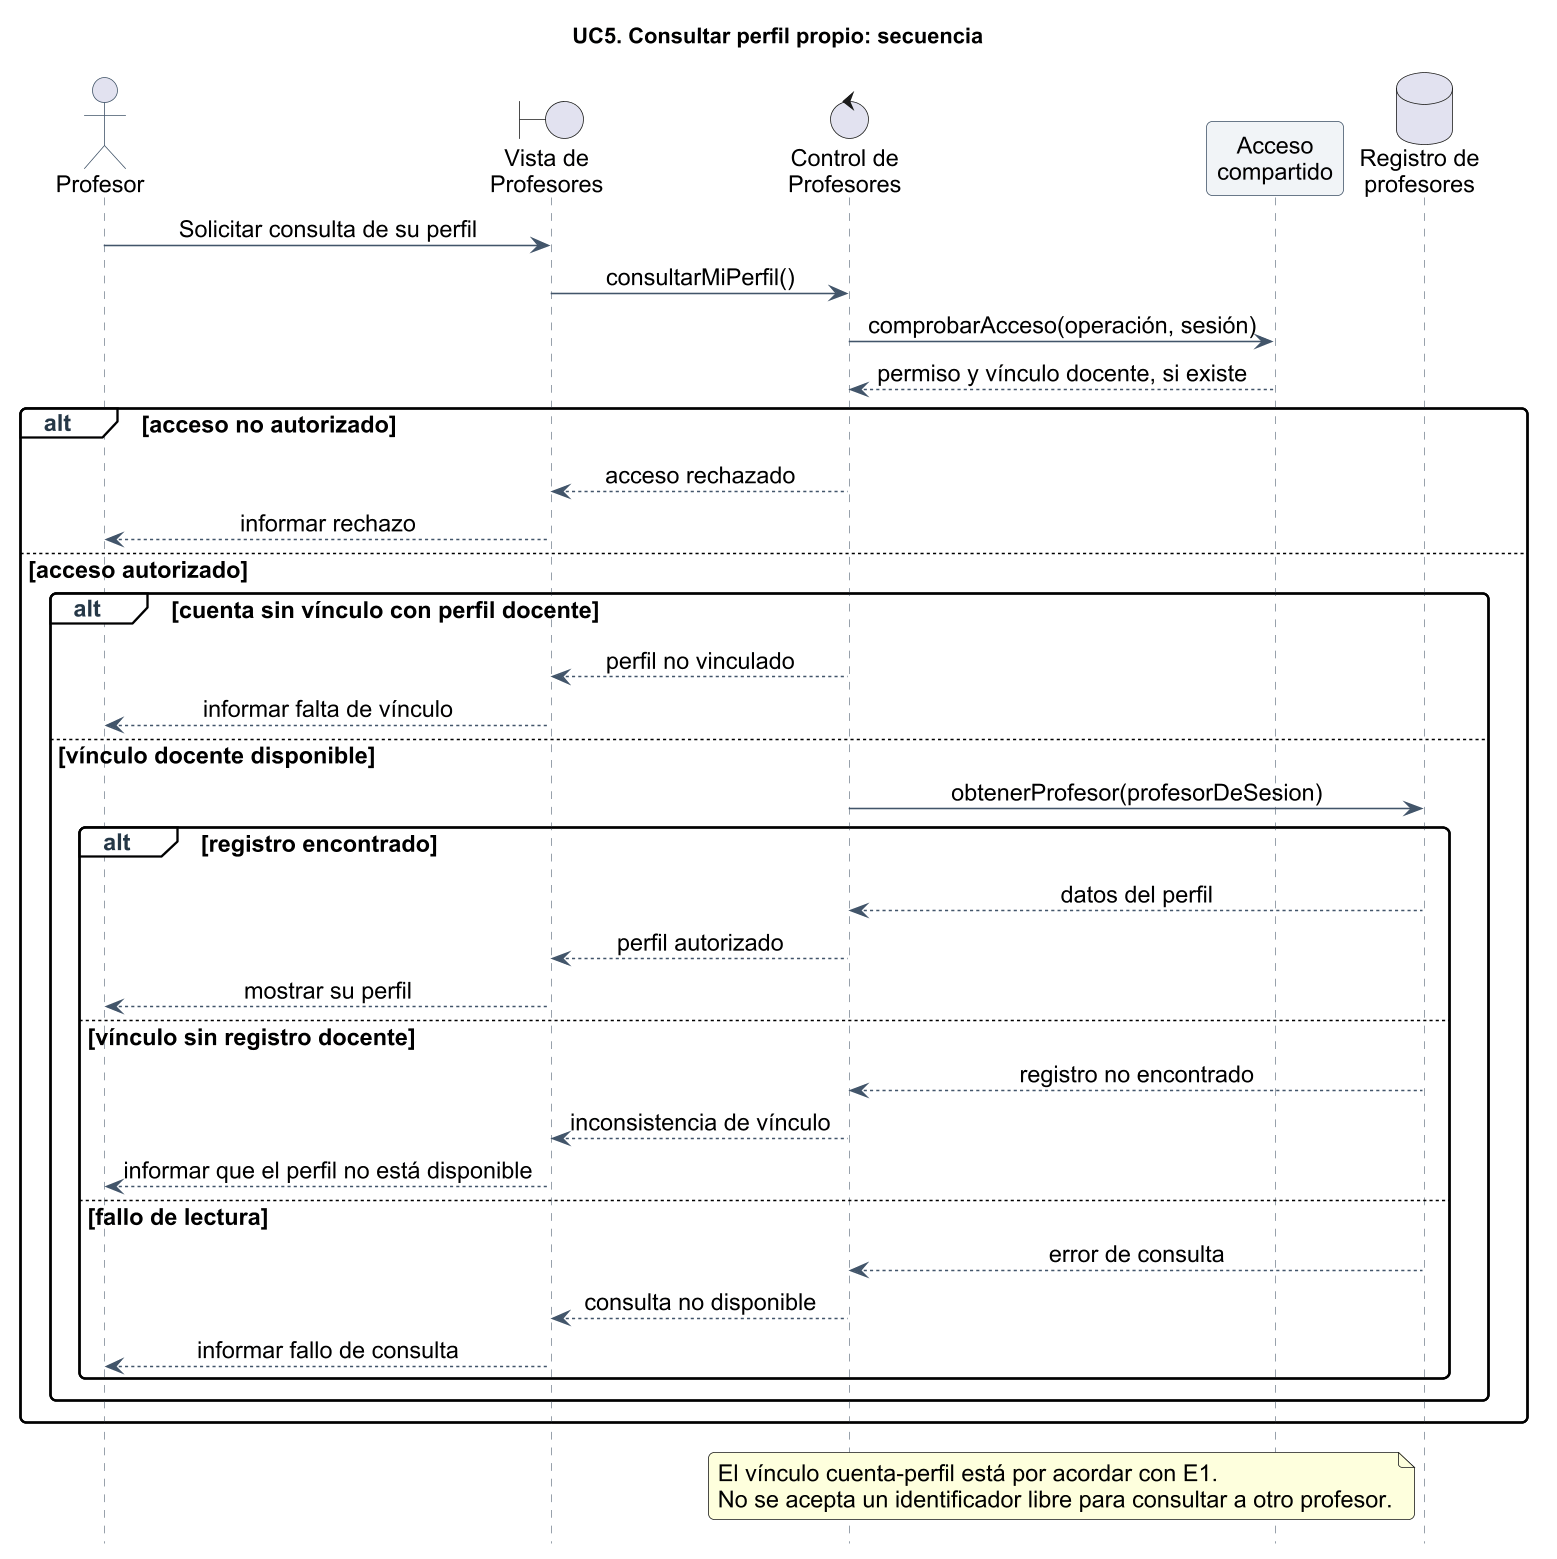 UC5. Consultar perfil propio: secuencia
Profesor
Vista de
Profesores
Control de
Profesores
Acceso
compartido
Registro de
profesores
Solicitar consulta de su perfil
consultarMiPerfil()
comprobarAcceso(operación, sesión)
permiso y vínculo docente, si existe
alt [acceso no autorizado]
acceso rechazado
informar rechazo
[acceso autorizado]
alt [cuenta sin vínculo con perfil docente]
perfil no vinculado
informar falta de vínculo
[vínculo docente disponible]
obtenerProfesor(profesorDeSesion)
alt [registro encontrado]
datos del perfil
perfil autorizado
mostrar su perfil
[vínculo sin registro docente]
registro no encontrado
inconsistencia de vínculo
informar que el perfil no está disponible
[fallo de lectura]
error de consulta
consulta no disponible
informar fallo de consulta
El vínculo cuenta-perfil está por acordar con E1.
No se acepta un identificador libre para consultar a otro profesor.